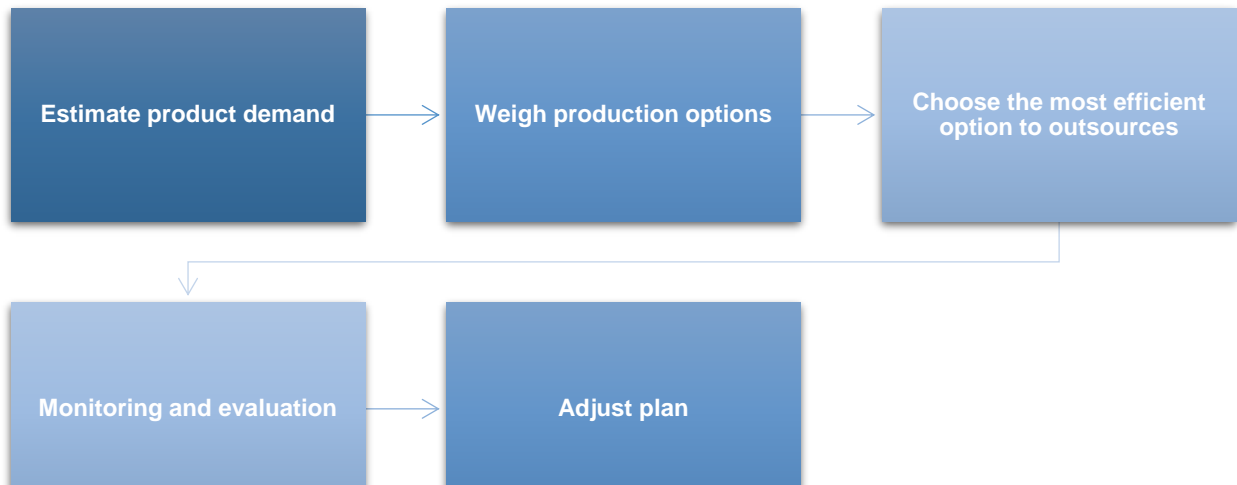 Estimate product demand
Weigh production options
Choose the most efficient
option to outsources
Monitoring and evaluation
Adjust plan